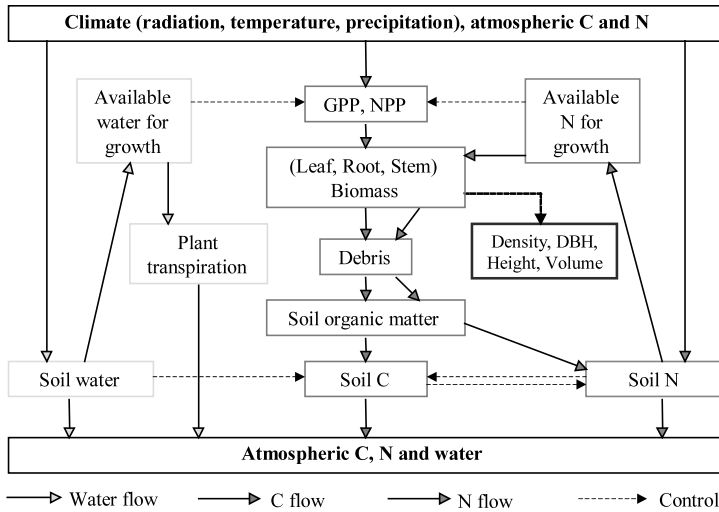 Climate (radiation, temperature, precipitation), atmospheric C and N
Available
water for
growth
GPP, NPP
Available
N for
growth
(Leaf, Root, Stem)
Biomass
Plant
transpiration
Debris
Density, DBH,
Height, Volume
Soil organic matter
Soil water
Soil C
Soil N
Atmospheric C, N and water
Water flow
C flow
N flow
Control